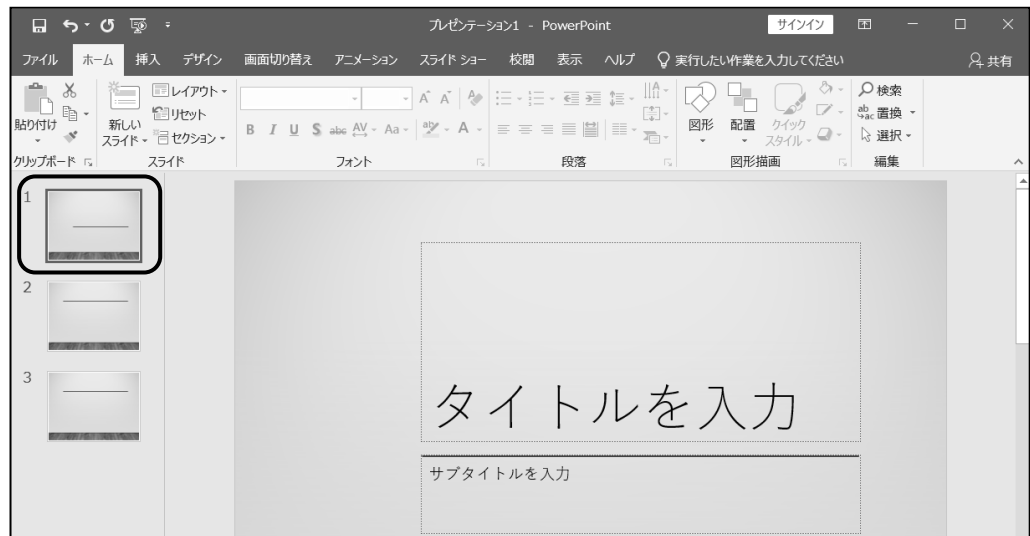 プレゼンテーション1 - PowerPoint
サインイン
ファイル ホーム 挿入 デザイン 画面切り替え アニメーション スライド ショー 校閲 表示 ヘルプ 実行したい作業を入力してください 共有
貼り付け
新しい
スライド
レイアウト
リセット
セクション
B I U S abc AV Aa A
図形
配置
クイック
スタイル
検索
置換
選択
クリップボード スライド フォント 段落 図形描画 編集
1
2
3
タイトルを入力
サブタイトルを入力